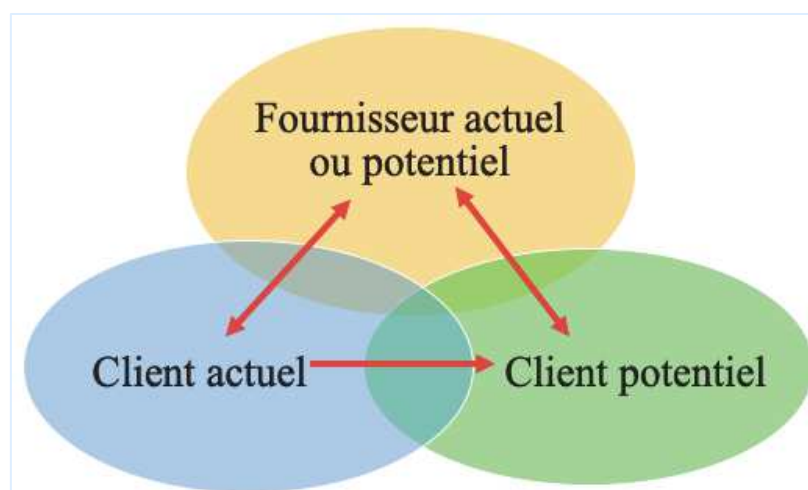 Fournisseur actuel
ou potentiel
Client actuel
Client potentiel